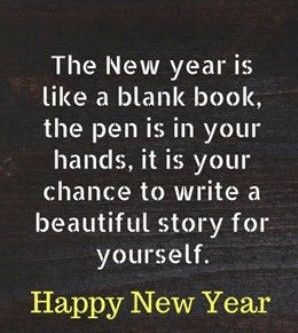 The New year is
like a blank book,
the pen is in your
hands, it is your
chance to write a
beautiful story for
yourself.
Happy New Year